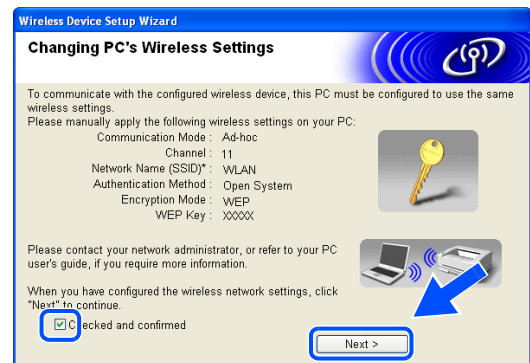 Wireless Device Setup Wizard
Changing PC's Wireless Settings
To communicate with the configured wireless device, this PC must be configured to use the same
wireless settings.
Please manually apply the following wireless settings on your PC:
Communication Mode : Ad-hoc
Channel : 11
Network Name (SSID)* : WLAN
Authentication Method : Open System
Encryption Mode : WEP
WEP Key : XXXXX
Please contact your network administrator, or refer to your PC
user's guide, if you require more information.
When you have configured the wireless network settings, click
"Next" to continue.
Checked and confirmed
Next >